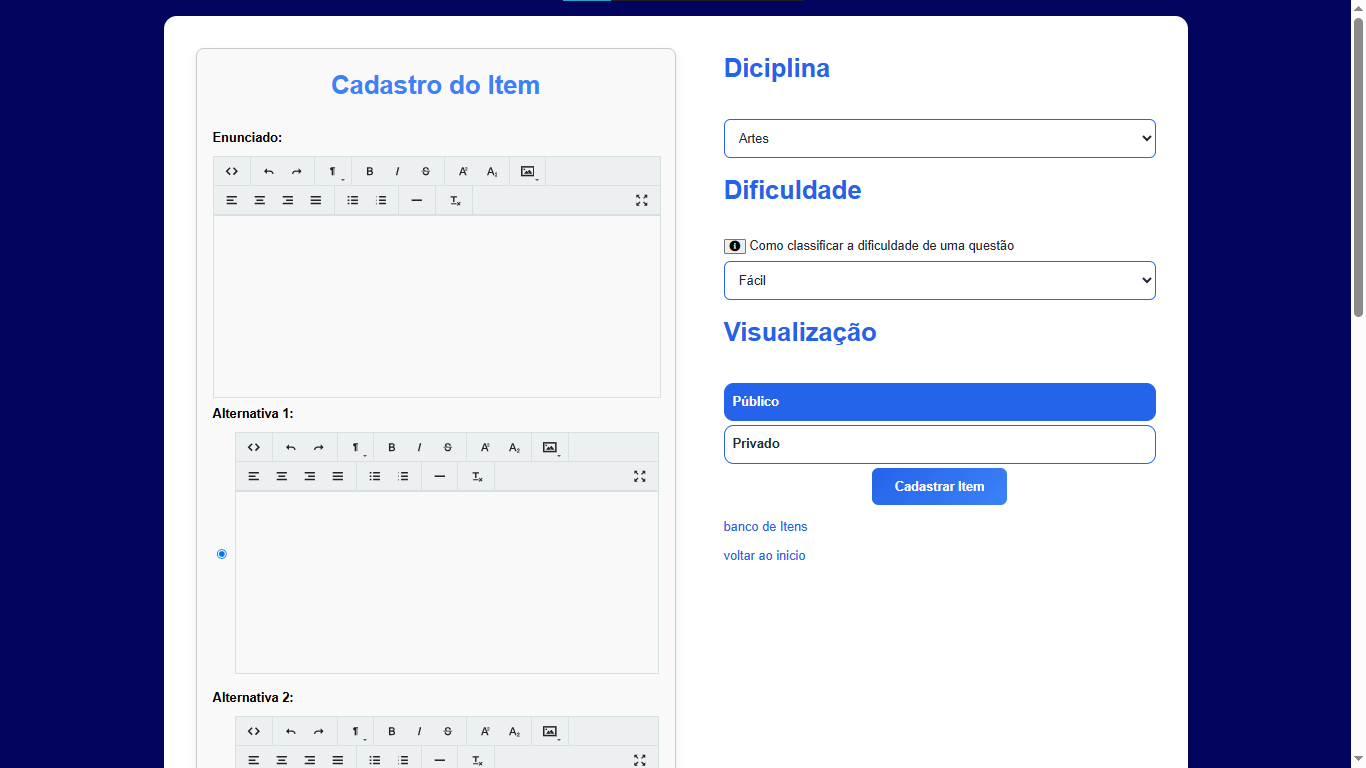 Cadastro do Item
Enunciado:
Alternativa 1:
Alternativa 2:
Diciplina
Artes
Dificuldade
Como classificar a dificuldade de uma questão
Fácil
Visualização
Público
Privado
Cadastrar Item
banco de Itens
voltar ao inicio